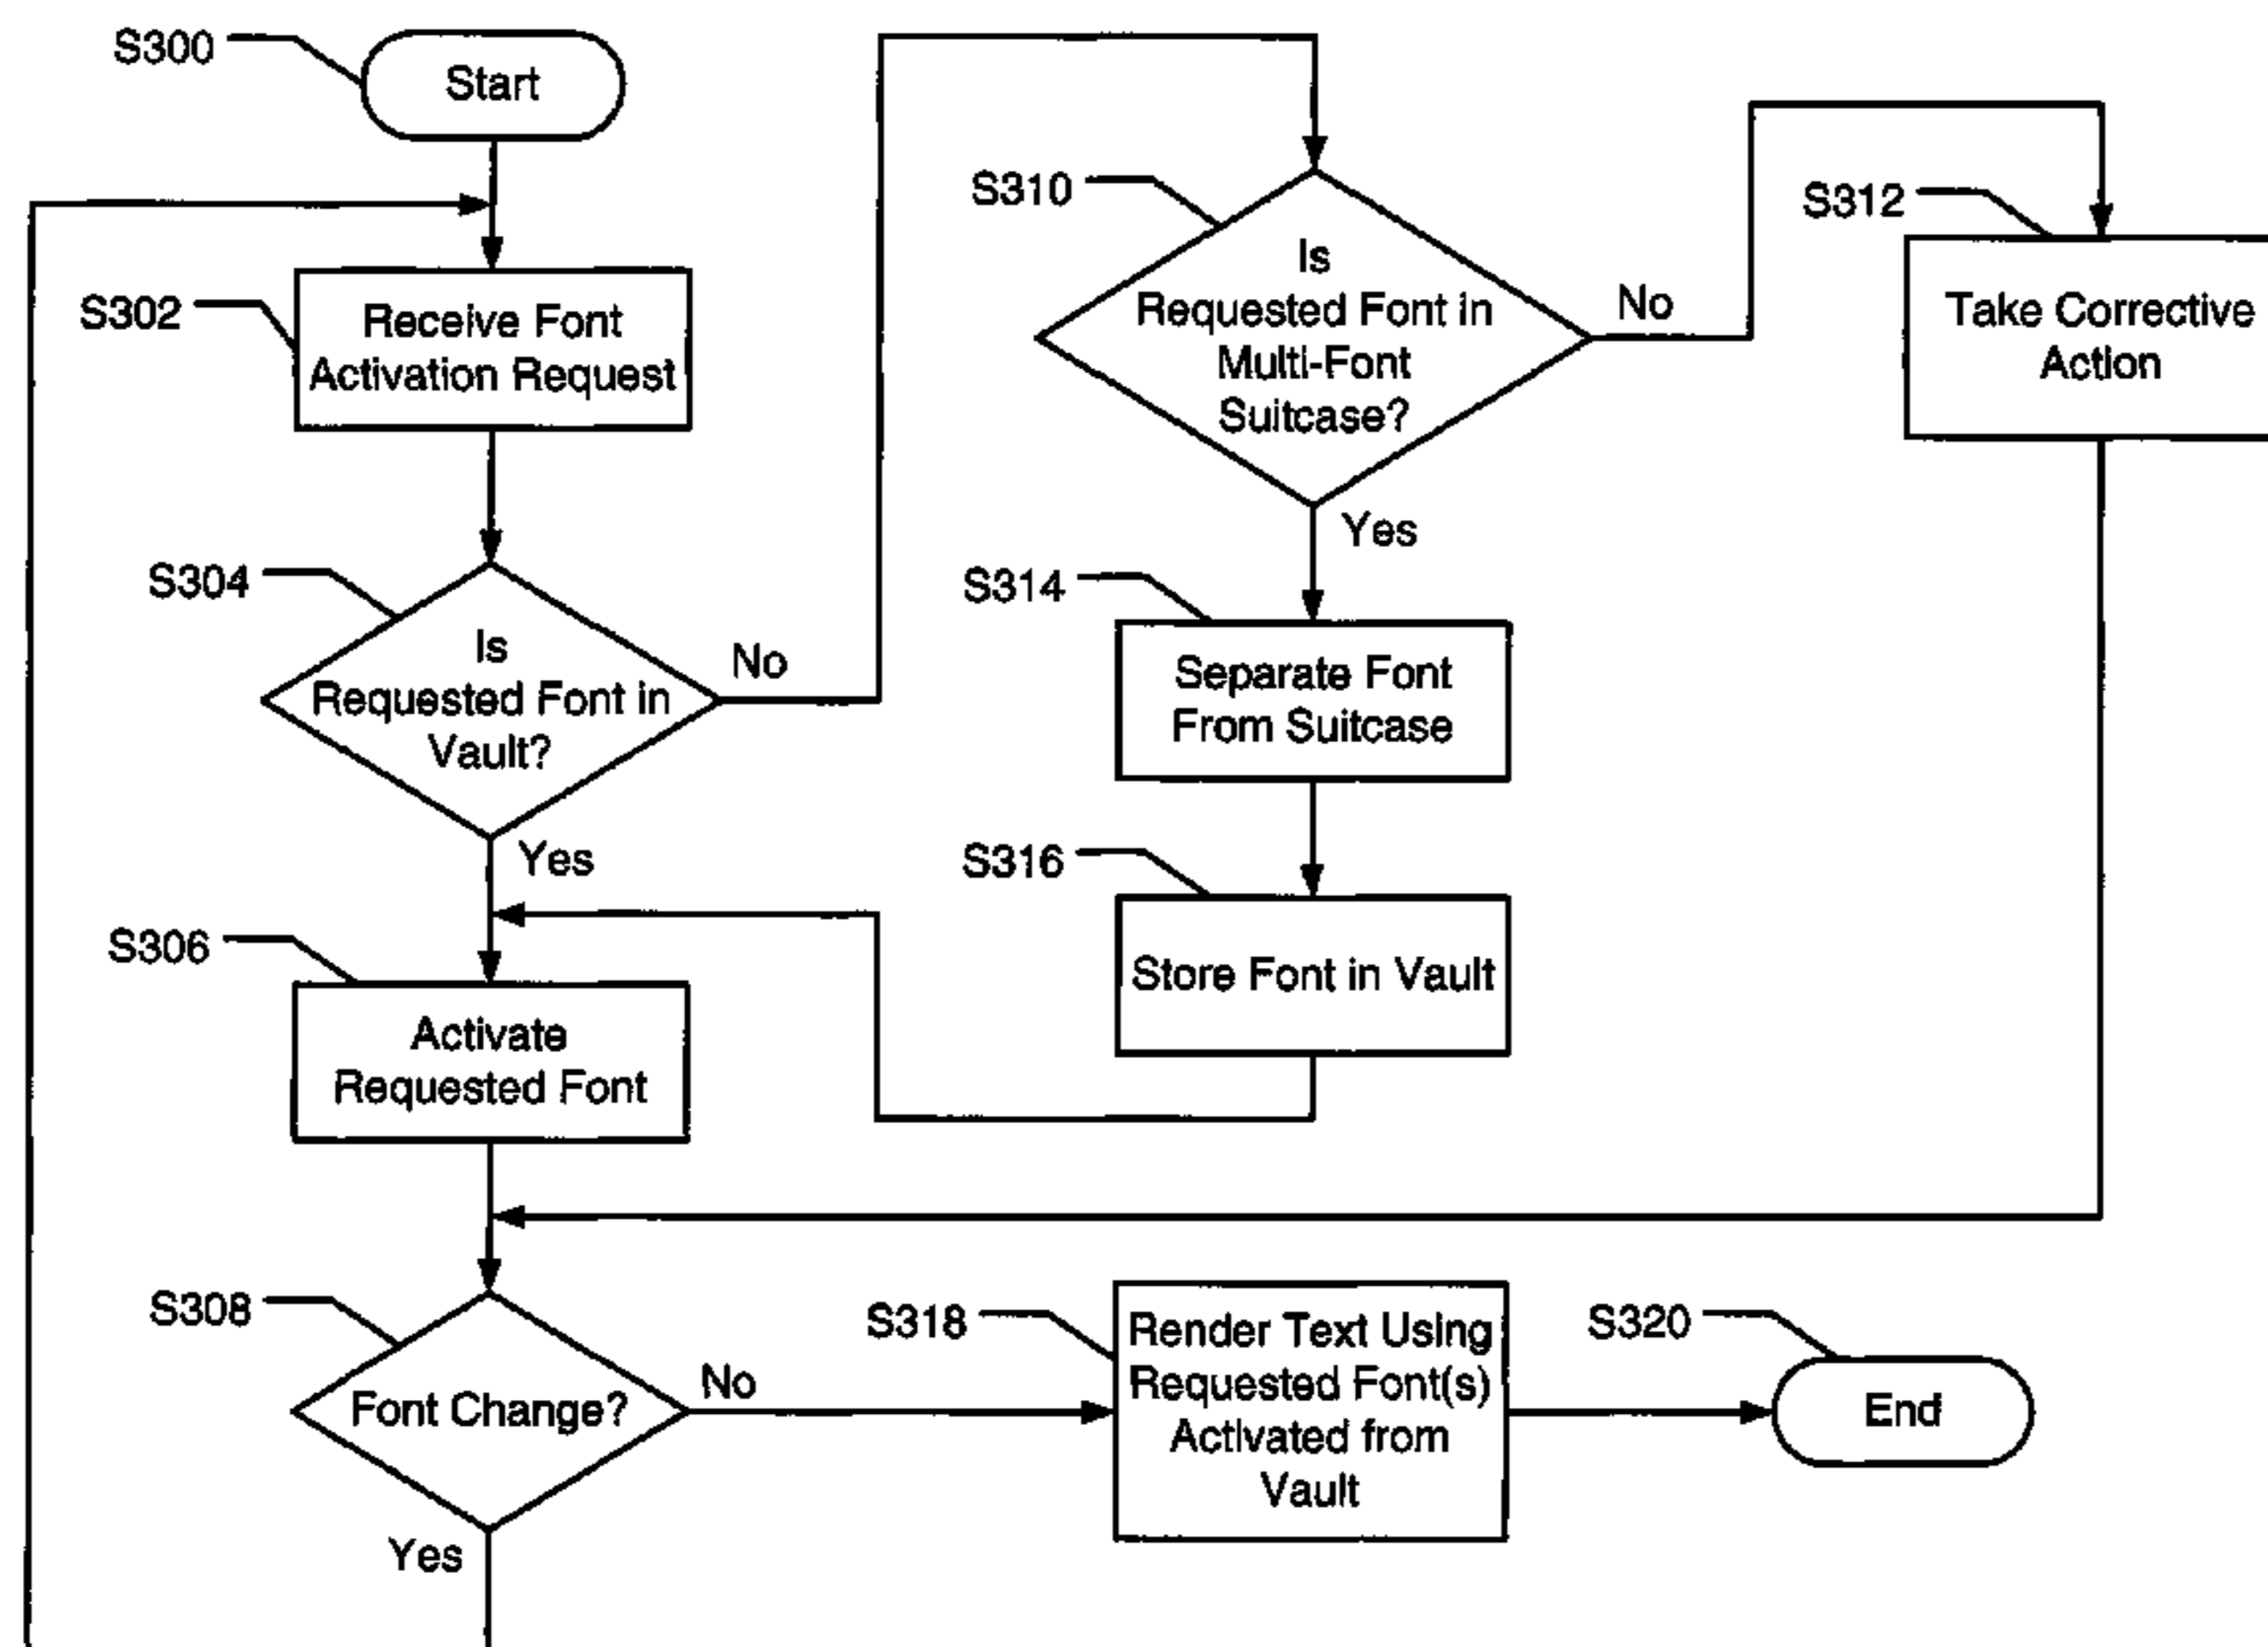 S300
Start
S302
Receive Font
Activation Request
S304
Is
Requested Font in
Vault?
No
Yes
S306
Activate
Requested Font
S308
Font Change?
No
Yes
S310
Is
Requested Font in
Multi-Font
Suitcase?
No
Yes
S312
Take Corrective
Action
S314
Separate Font
From Suitcase
S316
Store Font in Vault
S318
Render Text Using
Requested Font(s)
Activated from
Vault
S320
End